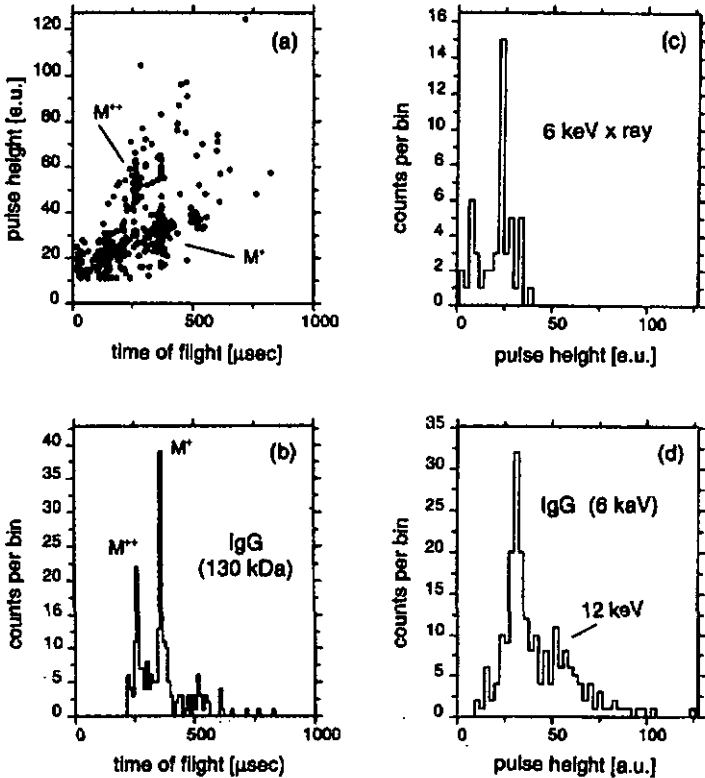 (a)
pulse height [e.u.]
120
100
80
60
40
20
0
M⁺⁺
M⁺
0
500
1000
time of flight [μsec]
(c)
counts per bin
16
14
12
10
8
6
4
2
0
6 keV x ray
0
50
100
pulse height [e.u.]
(b)
counts per bin
40
35
30
25
20
15
10
5
0
M⁺
M⁺⁺
IgG
(130 kDa)
0
500
1000
time of flight [μsec]
(d)
counts per bin
35
30
25
20
15
10
5
0
IgG (6 kaV)
12 keV
0
50
100
pulse height [a.u.]